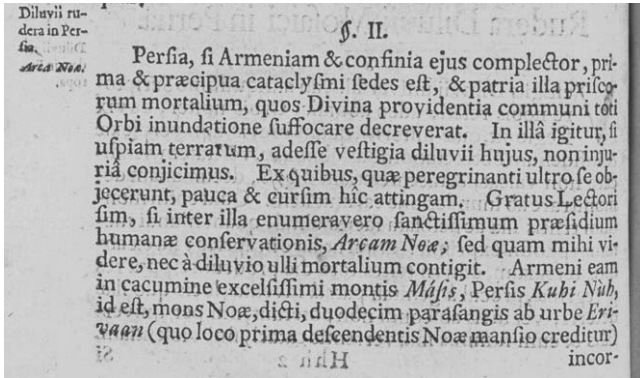 Diluvii ru-
dera in Per-
sia.
Arca Noæ.
§. II.
Persia, si Armeniam & confinia ejus complector, pri-
ma & præcipua cataclysmi sedes est, & patria illa prisco-
rum mortalium, quos Divina providentia communi toti
Orbi inundatione suffocare decreverat. In illâ igitur, si
uspiam terrarum, adesse vestigia diluvii hujus, non inju-
riâ conjicimus. Ex quibus, quæ peregrinanti ultro se ob-
jecerunt, pauca & cursim hîc attingam. Gratus Lectori
sim, si inter illa enumeravero sanctissimum præsidium
humanæ conservationis, Arcam Noæ; sed quam mihi vi-
dere, nec à diluvio ulli mortalium contigit. Armeni eam
in cacumine excelsissimi montis Másis, Persis Kuhi Nuh,
id est, mons Noæ, dicti, duodecim parasangis ab urbe Eri-
vaan (quo loco prima descendentis Noæ mansio creditur)
incor-